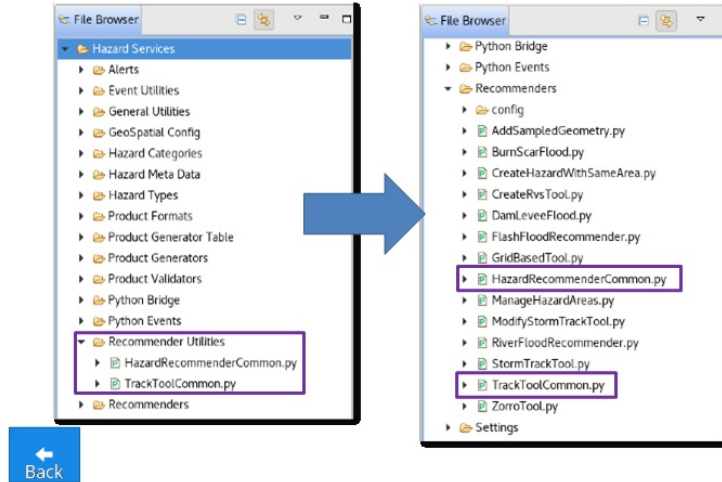 File Browser
Hazard Services
Alerts
Event Utilities
General Utilities
GeoSpatial Config
Hazard Categories
Hazard Meta Data
Hazard Types
Product Formats
Product Generator Table
Product Generators
Product Validators
Python Bridge
Python Events
Recommender Utilities
HazardRecommenderCommon.py
TrackToolCommon.py
Recommenders
File Browser
Python Bridge
Python Events
Recommenders
config
AddSampledGeometry.py
BurnScarFlood.py
CreateHazardWithSameArea.py
CreateRvsTool.py
DamLeveeFlood.py
FlashFloodRecommender.py
GridBasedTool.py
HazardRecommenderCommon.py
ManageHazardAreas.py
ModifyStormTrackTool.py
RiverFloodRecommender.py
StormTrackTool.py
TrackToolCommon.py
ZorroTool.py
Settings
Back